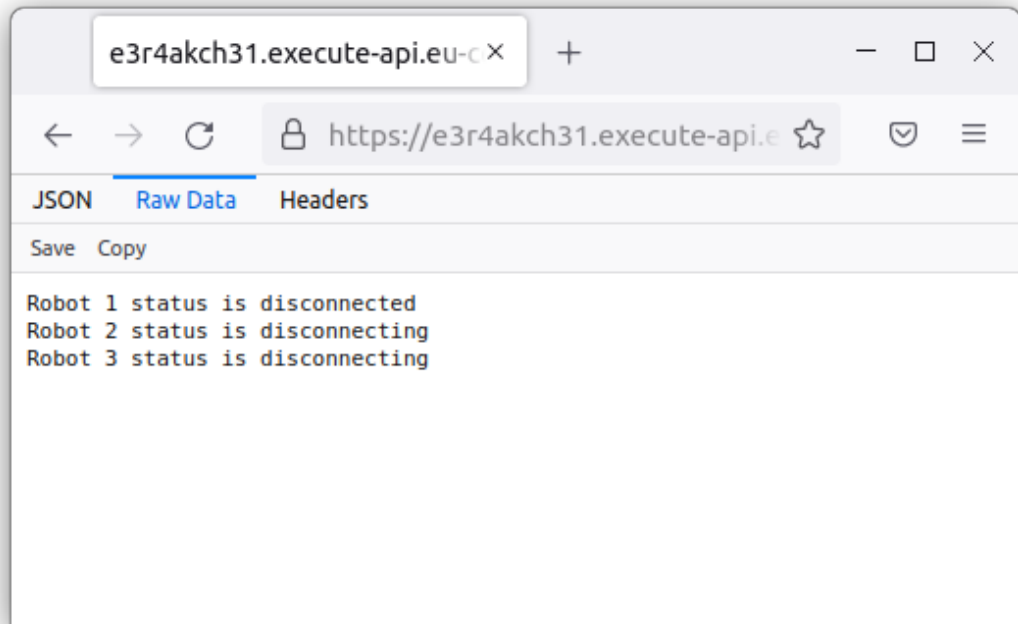 e3r4akch31.execute-api.eu-c
https://e3r4akch31.execute-api.e
JSON Raw Data Headers
Save Copy
Robot 1 status is disconnected
Robot 2 status is disconnecting
Robot 3 status is disconnecting